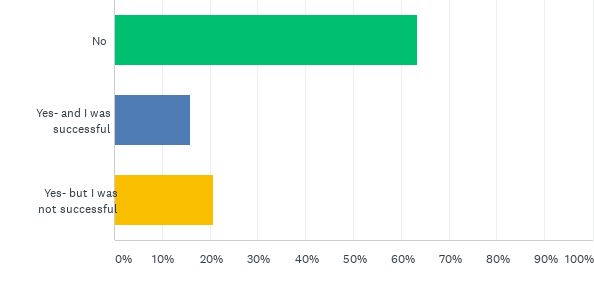 No
Yes- and I was
successful
Yes- but I was
not successful
0% 10% 20% 30% 40% 50% 60% 70% 80% 90% 100%